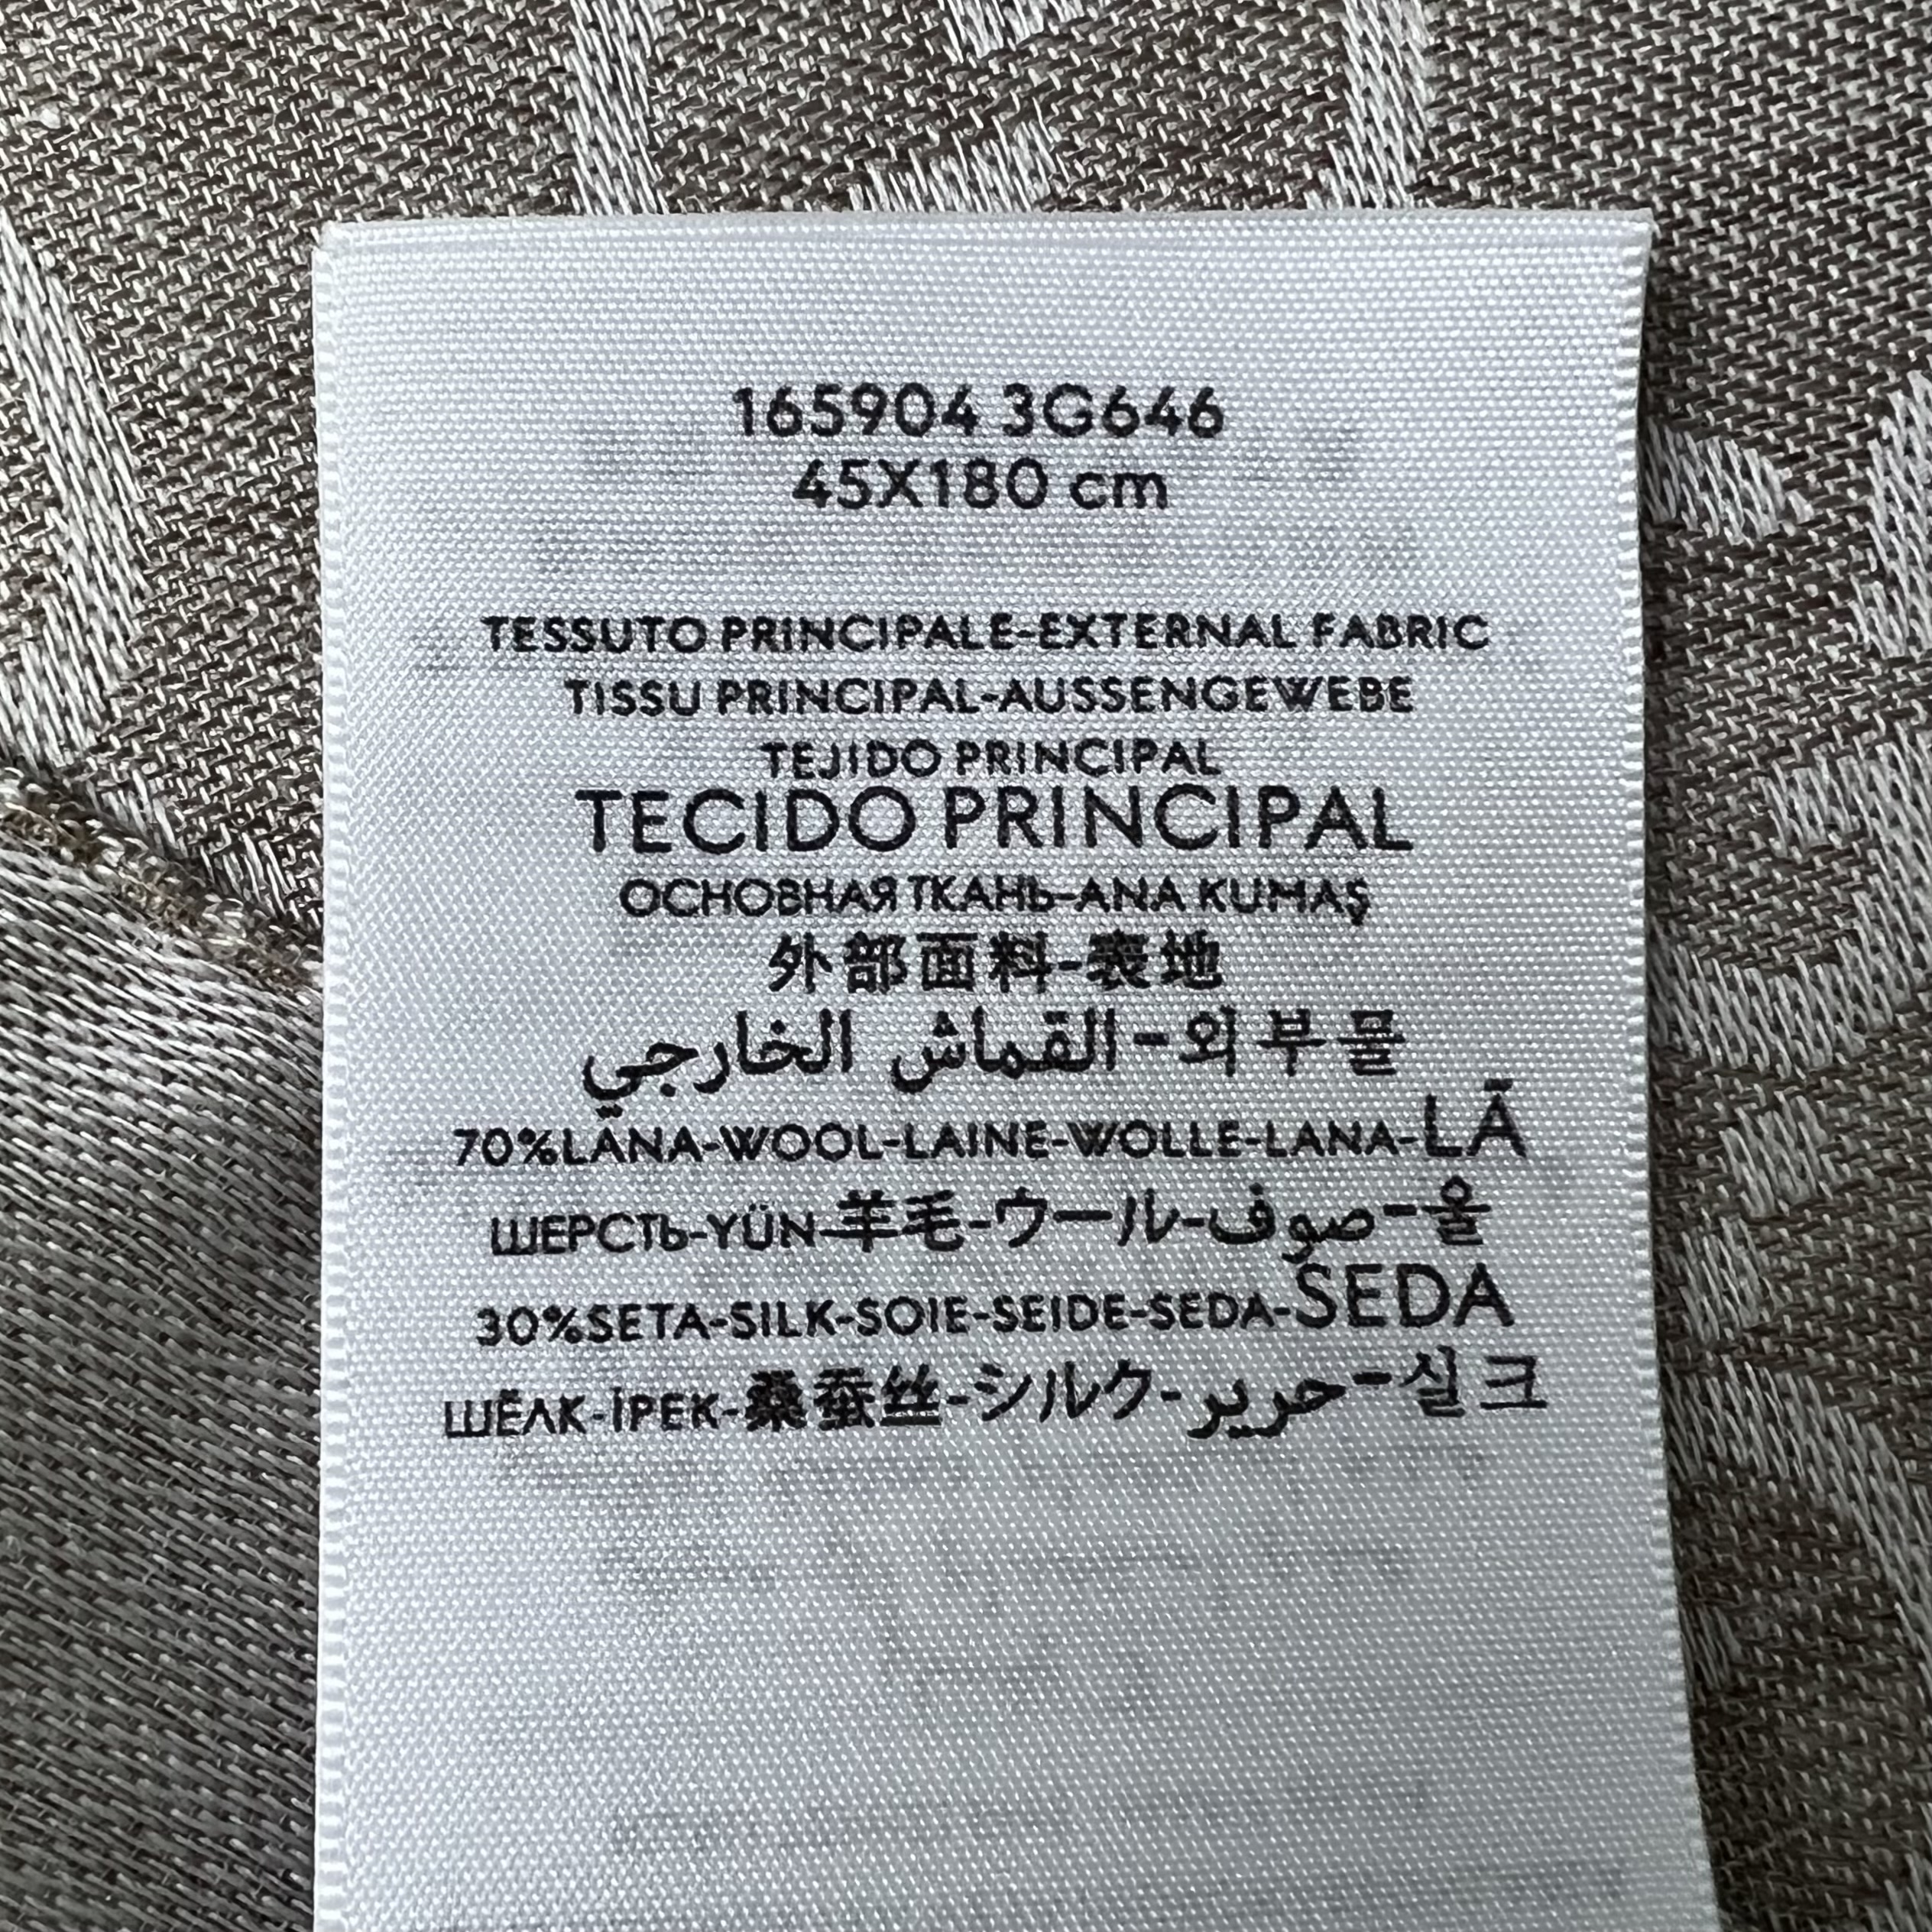 165904 3G646
45X180 cm
TESSUTO PRINCIPALE-EXTERNAL FABRIC
TISSU PRINCIPAL-AUSSENGEWEBE
TEJIDO PRINCIPAL
TECIDO PRINCIPAL
ОСНОВНАЯ ТКАНЬ-ANA KUMAŞ
外部面料-表地
القماش الخارجي-외부물
70%LANA-WOOL-LAINE-WOLLE-LANA-LÃ
ШЕРСТЬ-YÜN-羊毛-ウール-صوف-울
30%SETA-SILK-SOIE-SEIDE-SEDA-SEDA
ШЁЛК-İPEK-桑蚕丝-シルク-حرير-실크